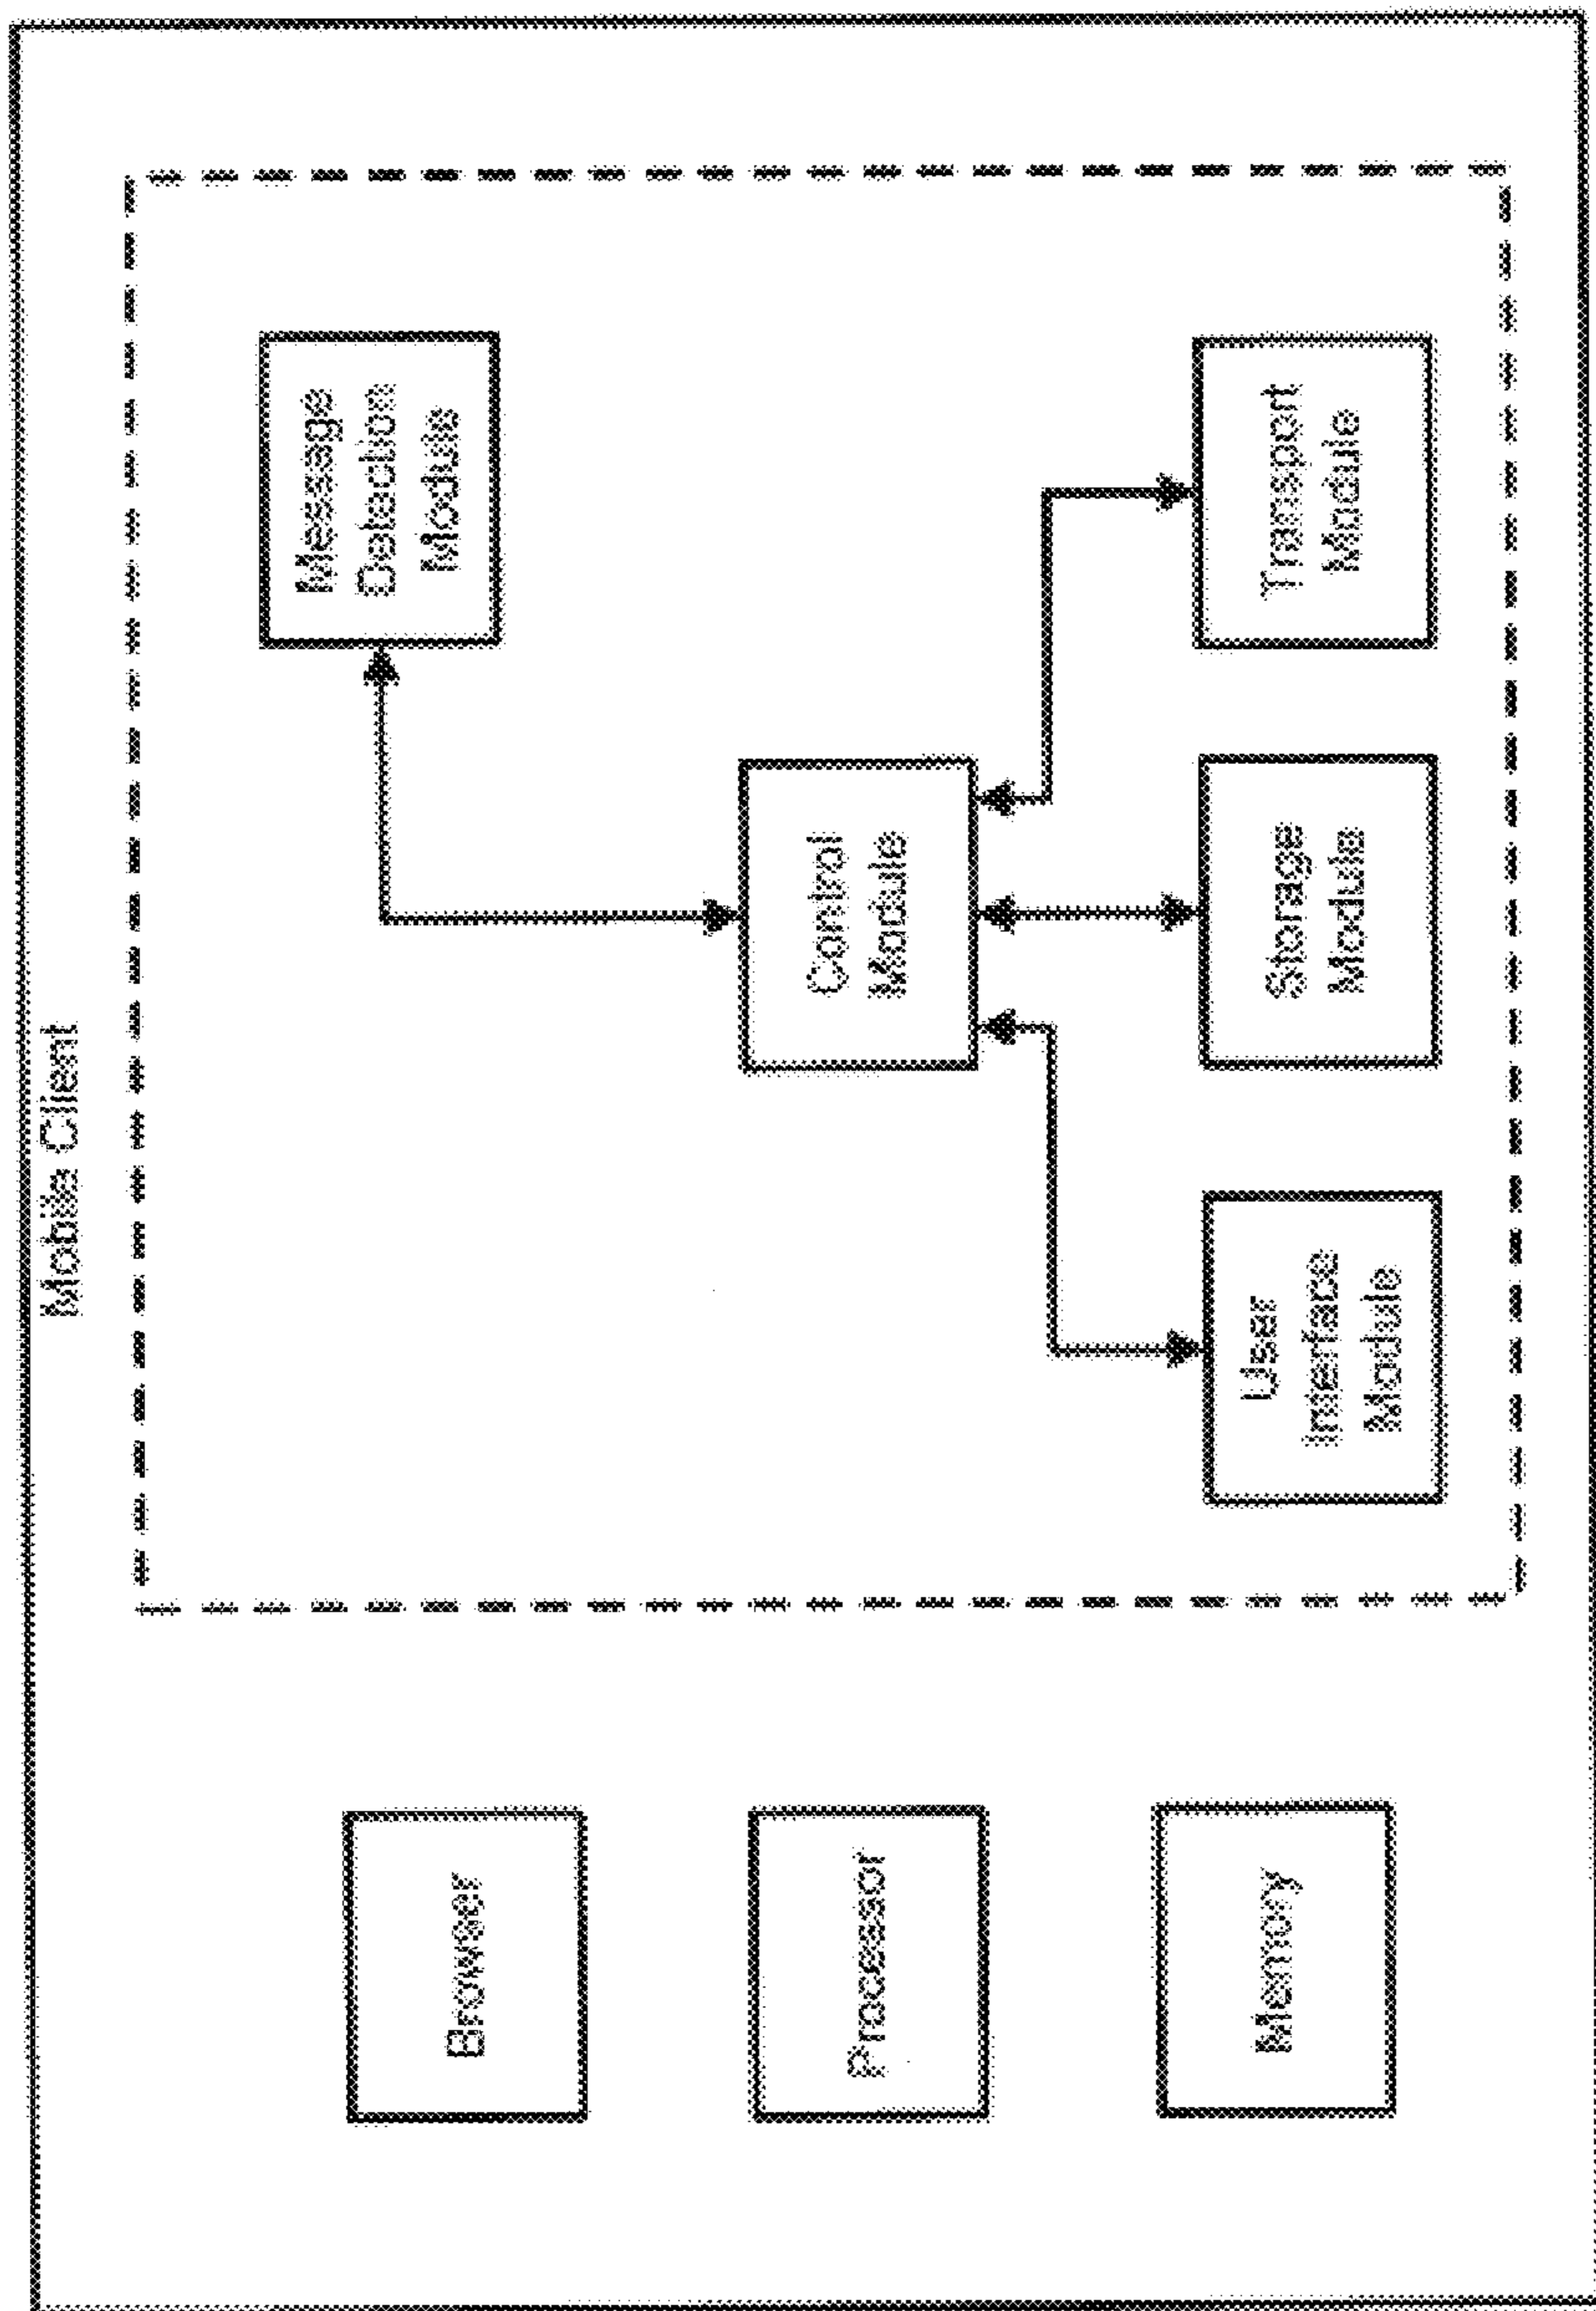 Mobile Client
Browser
Processor
Memory
Message
Detection
Module
Control
Module
User
Interface
Module
Storage
Module
Transport
Module